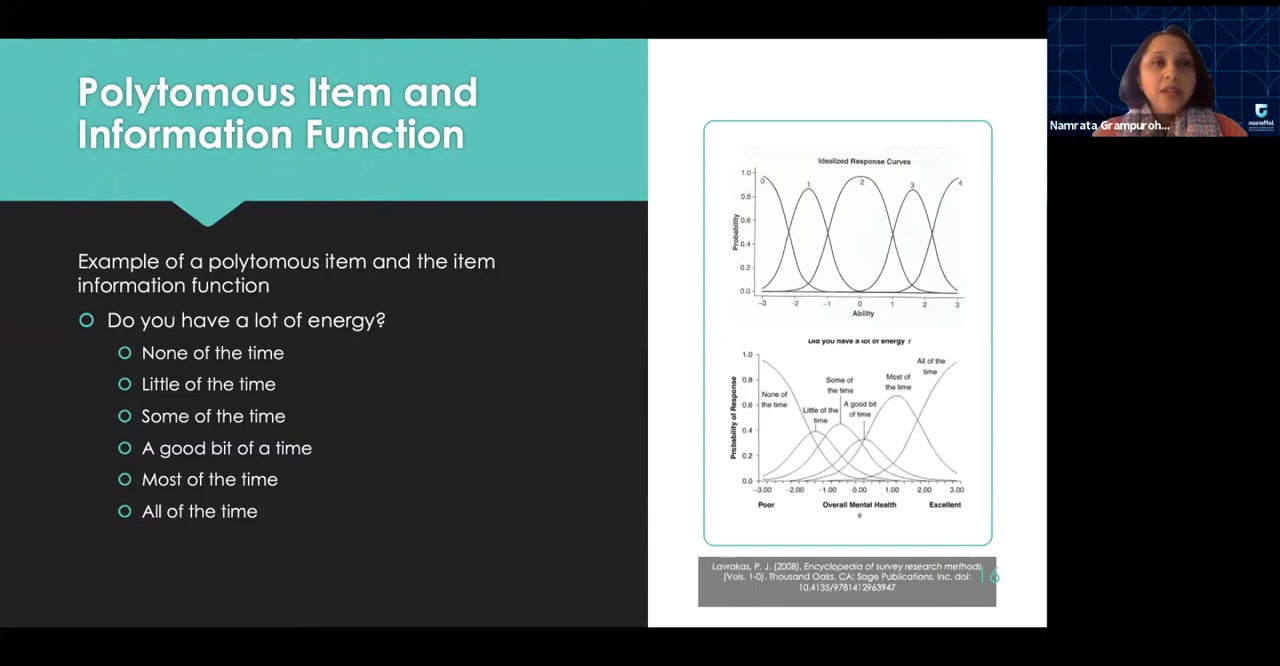 Polytomous Item and
Information Function
Example of a polytomous item and the item
information function
Do you have a lot of energy?
None of the time
Little of the time
Some of the time
A good bit of a time
Most of the time
All of the time
Idealized Response Curves
Probability
1.0
0.8
0.6
0.4
0.2
0.0
0
1
2
3
4
-3
-2
-1
0
1
2
3
Ability
Did you have a lot of energy ?
Probability of Response
1.0
0.8
0.6
0.4
0.2
0.0
None of
the time
Little of the
time
Some of
the time
A good bit
of time
Most of
the time
All of the
time
-3.00
-2.00
-1.00
0.00
1.00
2.00
3.00
Poor
Overall Mental Health
Excellent
θ
Lavrakas, P. J. (2008). Encyclopedia of survey research methods
(Vols. 1-0). Thousand Oaks, CA: Sage Publications, Inc. doi:
10.4135/9781412963947
16
Namrata Grampuroh...